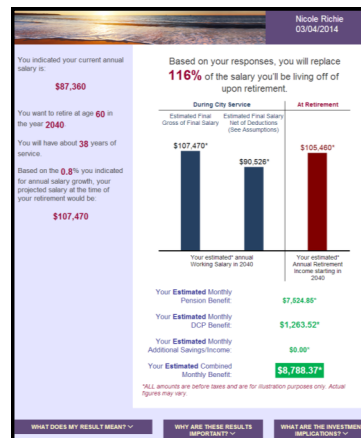 Nicole Richie
03/04/2014
You indicated your current annual
salary is:
$87,360
You want to retire at age 60 in
the year 2040.
You will have about 38 years of
service.
Based on the 0.8% you indicated
for annual salary growth, your
projected salary at the time of
your retirement would be:
$107,470
Based on your responses, you will replace
116% of the salary you'll be living off of
upon retirement.
During City Service
At Retirement
Estimated Final
Gross of Final Salary
Estimated Final Salary
Net of Deductions
(See Assumptions)
$107,470*
$90,526*
$105,460*
Your estimated* annual
Working Salary in 2040
Your estimated*
Annual Retirement
Income starting in
2040
Your Estimated Monthly
Pension Benefit:
$7,524.85*
Your Estimated Monthly
DCP Benefit:
$1,263.52*
Your Estimated Monthly
Additional Savings/Income:
$0.00*
Your Estimated Combined
Monthly Benefit:
$8,788.37*
*ALL amounts are before taxes and are for illustration purposes only. Actual
figures may vary.
WHAT DOES MY RESULT MEAN?
WHY ARE THESE RESULTS
IMPORTANT?
WHAT ARE THE INVESTMEN
IMPLICATIONS?